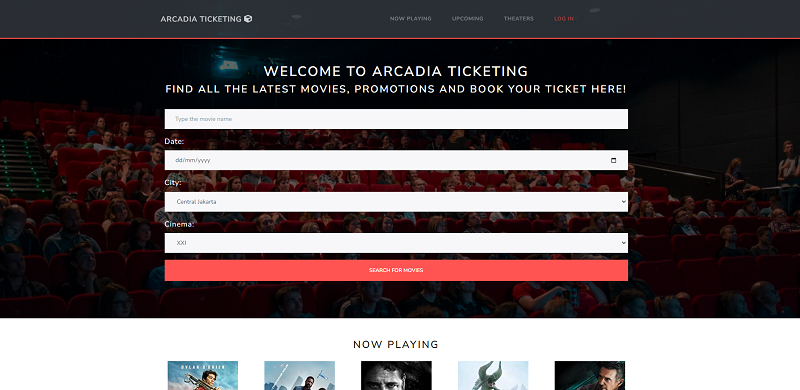 ARCADIA TICKETING
NOW PLAYING
UPCOMING
THEATERS
LOG IN
WELCOME TO ARCADIA TICKETING
FIND ALL THE LATEST MOVIES, PROMOTIONS AND BOOK YOUR TICKET HERE!
Type the movie name
Date:
dd/mm/yyyy
City:
Central Jakarta
Cinema:
XXI
SEARCH FOR MOVIES
NOW PLAYING
DYLAN O'BRIEN